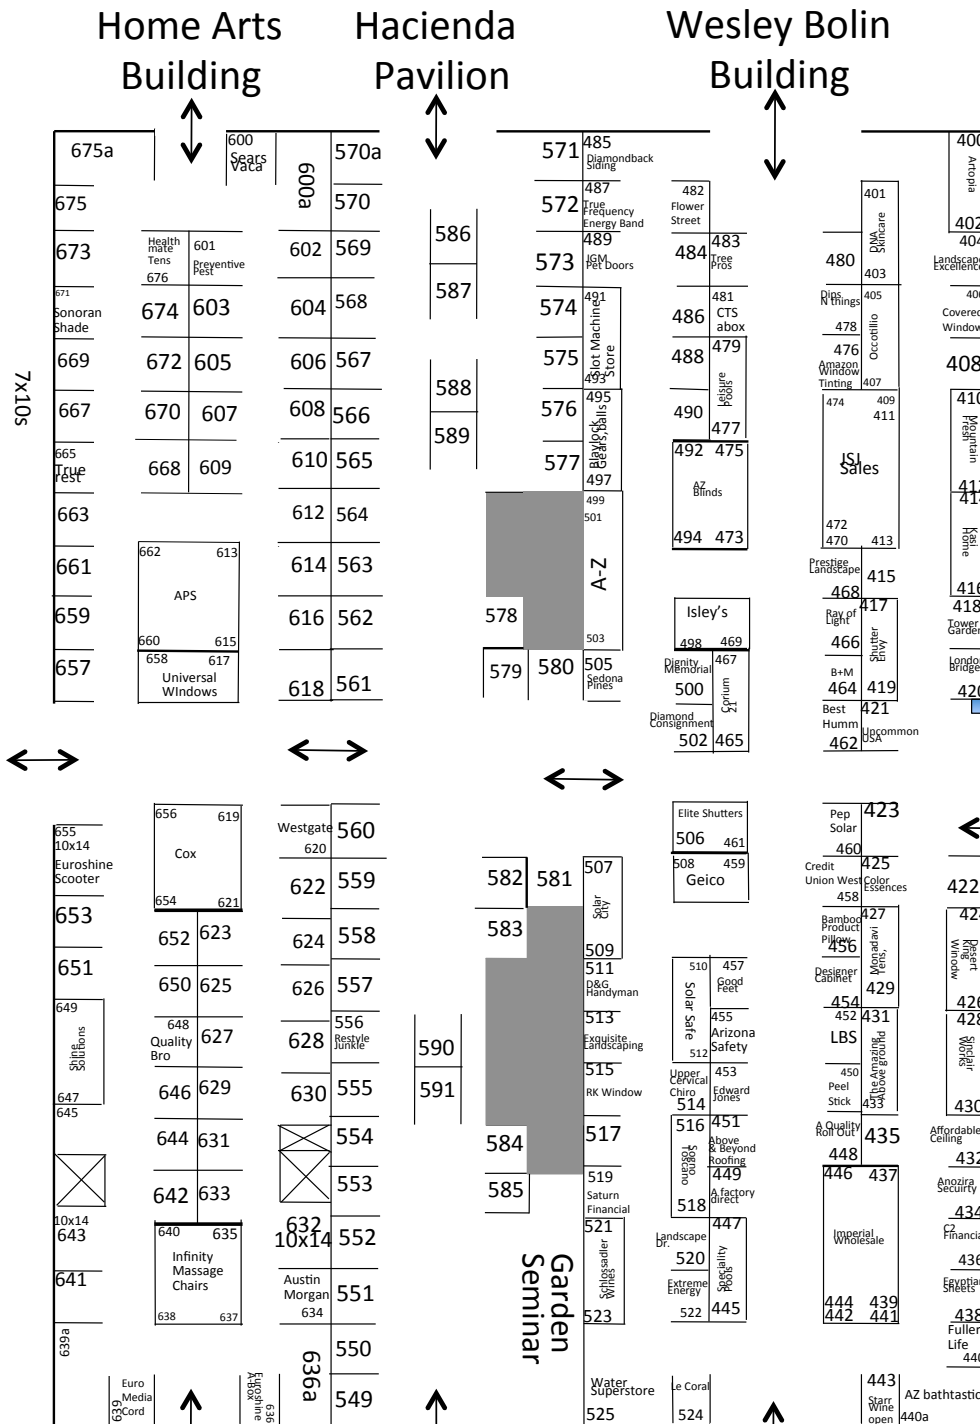 Home Arts
Building
Hacienda
Pavilion
Wesley Bolin
Building
7x10s
675a
675
673
671
Sonoran
Shade
669
667
665
True
rest
663
661
659
657
655
10x14
Euroshine
Scooter
653
651
649
Shine
Solutions
647
645
10x14
643
641
639a
600
Sears
Vaca
Health
mate
Tens
676
601
Preventive
Pest
674
603
672
605
670
607
668
609
662
613
APS
660
615
658
617
Universal
WIndows
656
619
Cox
654
621
652
623
650
625
648
Quality
Bro
627
646
629
644
631
642
633
640
635
Infinity
Massage
Chairs
638
637
639
Euro
Media
Cord
Euroshine
A-Box
636
600a
602
604
606
608
610
612
614
616
618
Westgate
620
622
624
626
628
630
632
10x14
Austin
Morgan
634
636a
570a
570
569
568
567
566
565
564
563
562
561
560
559
558
557
556
Restyle
Junkle
555
554
553
552
551
550
549
586
587
588
589
590
591
571
572
573
574
575
576
577
578
579
580
582
581
583
584
585
Garden
Seminar
485
Diamondback
Siding
487
True
Frequency
Energy Band
489
JGM
Pet Doors
491
Slot Machine
Store
493
495
Blaylock
Gears,balls
497
499
501
A-Z
503
505
Sedona
Pines
507
Solar
City
509
511
D&G
Handyman
513
Exquisite
Landscaping
515
RK Window
517
519
Saturn
Financial
521
Schlossadler
Wines
523
Water
Superstore
525
482
Flower
Street
484
483
Tree
Pros
486
481
CTS
abox
488
479
Leisure
Pools
490
477
492
475
AZ
Blinds
494
473
Isley's
498
469
Dignity
Memorial
500
467
Corium
21
Diamond
Consignment
502
465
Elite Shutters
506
461
508
459
Geico
510
Solar Safe
512
457
Good
Feet
455
Arizona
Safety
Upper
Cervical
Chiro
514
453
Edward
Jones
516
Sogno
Toscano
518
451
Above
& Beyond
Roofing
449
A factory
direct
Landscape
Dr.
520
447
Speciality
Pools
Extreme
Energy
522
445
Le Coral
524
480
401
DNA
Skincare
403
Dips
N things
478
405
Occotillio
407
476
Amazon
Window
Tinting
474
409
411
JSJ
Sales
472
470
413
Prestige
Landscape
468
415
Ray of
Light
466
417
Shutter
Envy
419
B+M
464
Best
Humm
462
421
Uncommon
USA
Pep
Solar
460
423
Credit
Union West
458
425
Color
Essences
Bamboo
Product
Pillow
456
427
Monadavi
Tens,
429
Designer
Cabinet
454
452
LBS
431
The Amazing
Above ground
433
450
Peel
Stick
A Quality
Roll Out
448
435
446
437
Imperial
Wholesale
444
439
442
441
443
Starr
Wine
open
400
Artopia
402
404
Landscape
Excellence
Covered
Window
408
410
Mountain
Fresh
412
414
Kasi
Home
416
418
Tower
Garden
London
Bridge
420
422
Desert
King
Winodw
426
428
Sinclair
Works
430
Affordable
Ceiling
432
Anozira
Secuirty
434
C2
Financial
436
Egyptian
Sheets
438
Fuller
Life
440
AZ bathtastic
440a